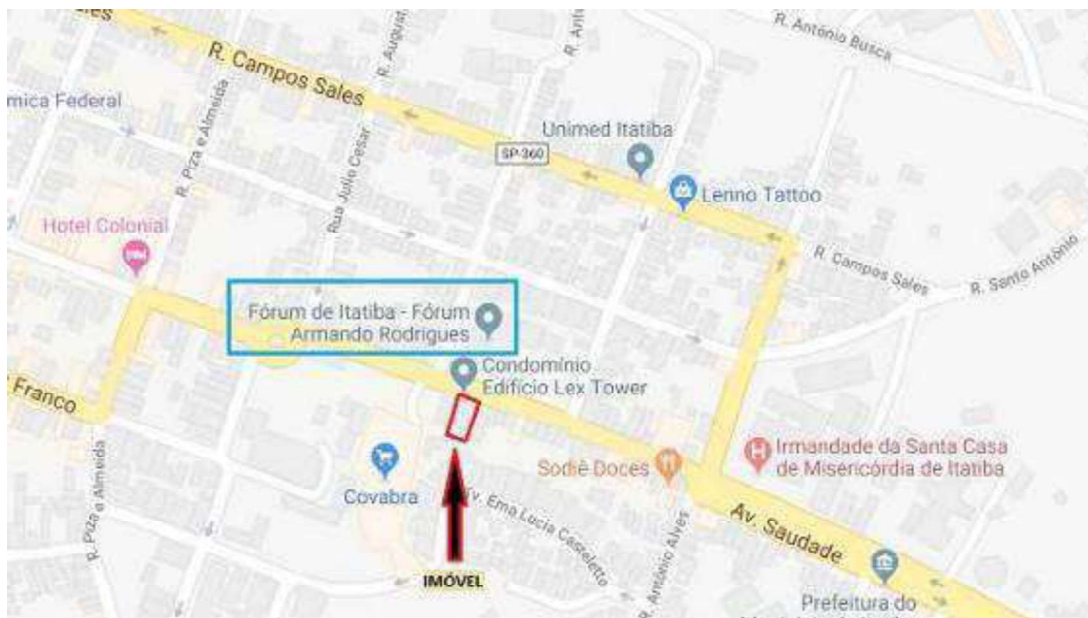 ales
R. Campos Sales
R. August
R. Ant
R. Antônio Busca
mica Federal
R. Piza e Almeida
Rua Julio Cesar
Unimed Itatiba
SP-360
Lenno Tattoo
Hotel Colonial
R. Campos Sales
R. Santo Antônio
Fórum de Itatiba - Fórum
Armando Rodrigues
Condomínio
Edifício Lex Tower
Franco
Irmandade da Santa Casa
de Misericórdia de Itatiba
Sodiê Doces
Covabra
R. Piza e Almeida
Tv. Ema Lucia Casteletto
R. Antônio Alves
Av. Saudade
IMÓVEL
Prefeitura do